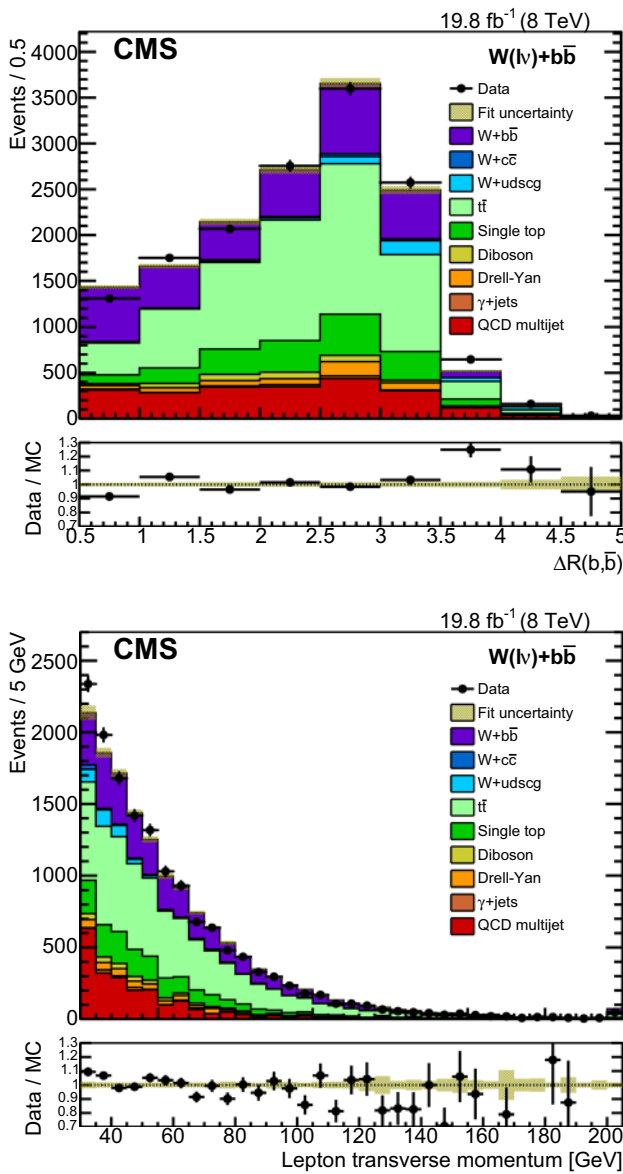 19.8 fb⁻¹ (8 TeV)
CMS
W(lν)+bb̅
Events / 0.5
4000
3500
3000
2500
2000
1500
1000
500
0
Data
Fit uncertainty
W+bb̅
W+cc̅
W+udscg
tt̅
Single top
Diboson
Drell-Yan
γ+jets
QCD multijet
Data / MC
1.3
1.2
1.1
1
0.9
0.8
0.7
0.5 1 1.5 2 2.5 3 3.5 4 4.5 5
ΔR(b,b̅)
19.8 fb⁻¹ (8 TeV)
CMS
W(lν)+bb̅
Events / 5 GeV
2500
2000
1500
1000
500
0
Data
Fit uncertainty
W+bb̅
W+cc̅
W+udscg
tt̅
Single top
Diboson
Drell-Yan
γ+jets
QCD multijet
Data / MC
1.3
1.2
1.1
1
0.9
0.8
0.7
40 60 80 100 120 140 160 180 200
Lepton transverse momentum [GeV]